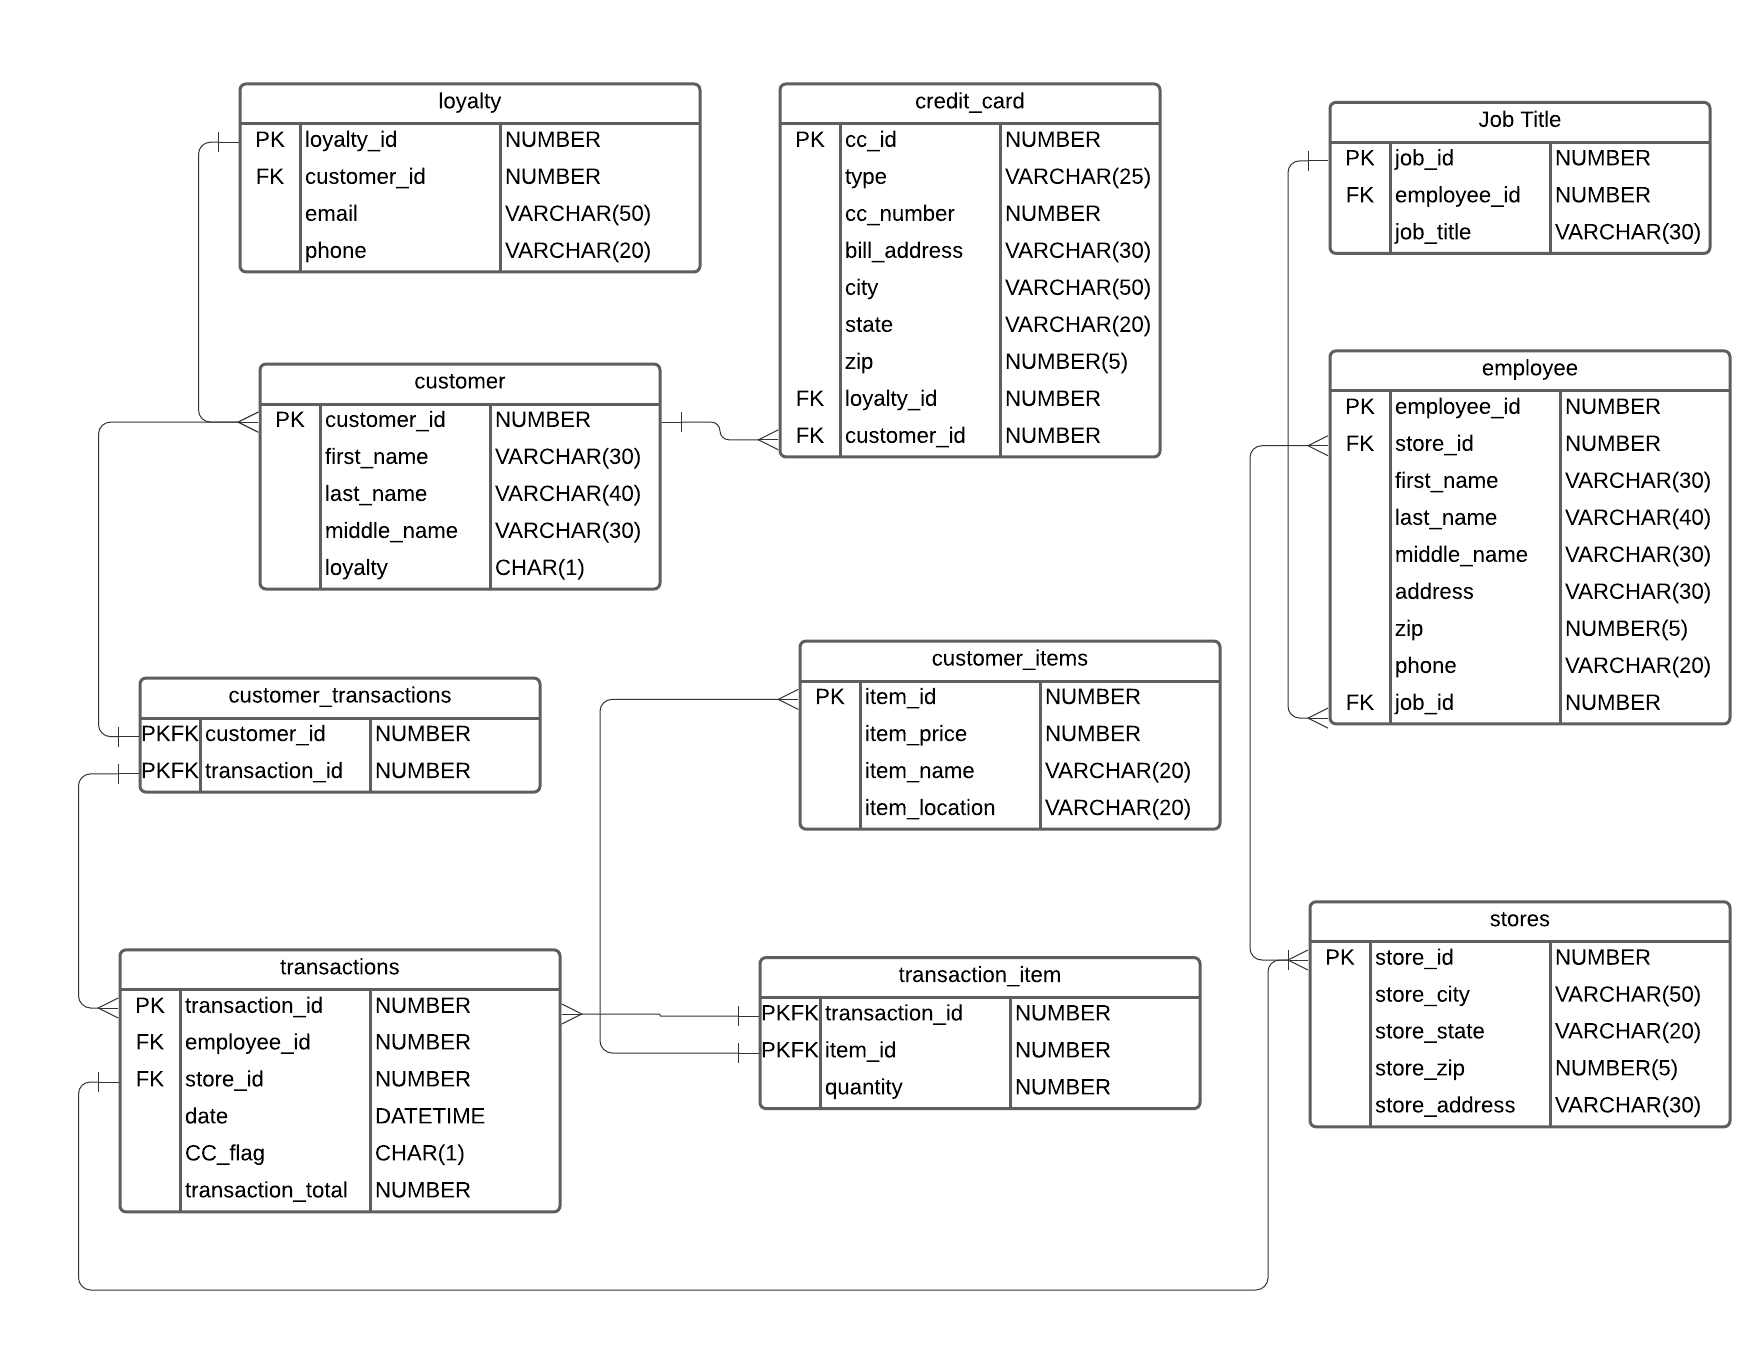 loyalty
PK loyalty_id NUMBER
FK customer_id NUMBER
email VARCHAR(50)
phone VARCHAR(20)
credit_card
PK cc_id NUMBER
type VARCHAR(25)
cc_number NUMBER
bill_address VARCHAR(30)
city VARCHAR(50)
state VARCHAR(20)
zip NUMBER(5)
FK loyalty_id NUMBER
FK customer_id NUMBER
Job Title
PK job_id NUMBER
FK employee_id NUMBER
job_title VARCHAR(30)
customer
PK customer_id NUMBER
first_name VARCHAR(30)
last_name VARCHAR(40)
middle_name VARCHAR(30)
loyalty CHAR(1)
employee
PK employee_id NUMBER
FK store_id NUMBER
first_name VARCHAR(30)
last_name VARCHAR(40)
middle_name VARCHAR(30)
address VARCHAR(30)
zip NUMBER(5)
phone VARCHAR(20)
FK job_id NUMBER
customer_transactions
PKFK customer_id NUMBER
PKFK transaction_id NUMBER
customer_items
PK item_id NUMBER
item_price NUMBER
item_name VARCHAR(20)
item_location VARCHAR(20)
transactions
PK transaction_id NUMBER
FK employee_id NUMBER
FK store_id NUMBER
date DATETIME
CC_flag CHAR(1)
transaction_total NUMBER
transaction_item
PKFK transaction_id NUMBER
PKFK item_id NUMBER
quantity NUMBER
stores
PK store_id NUMBER
store_city VARCHAR(50)
store_state VARCHAR(20)
store_zip NUMBER(5)
store_address VARCHAR(30)